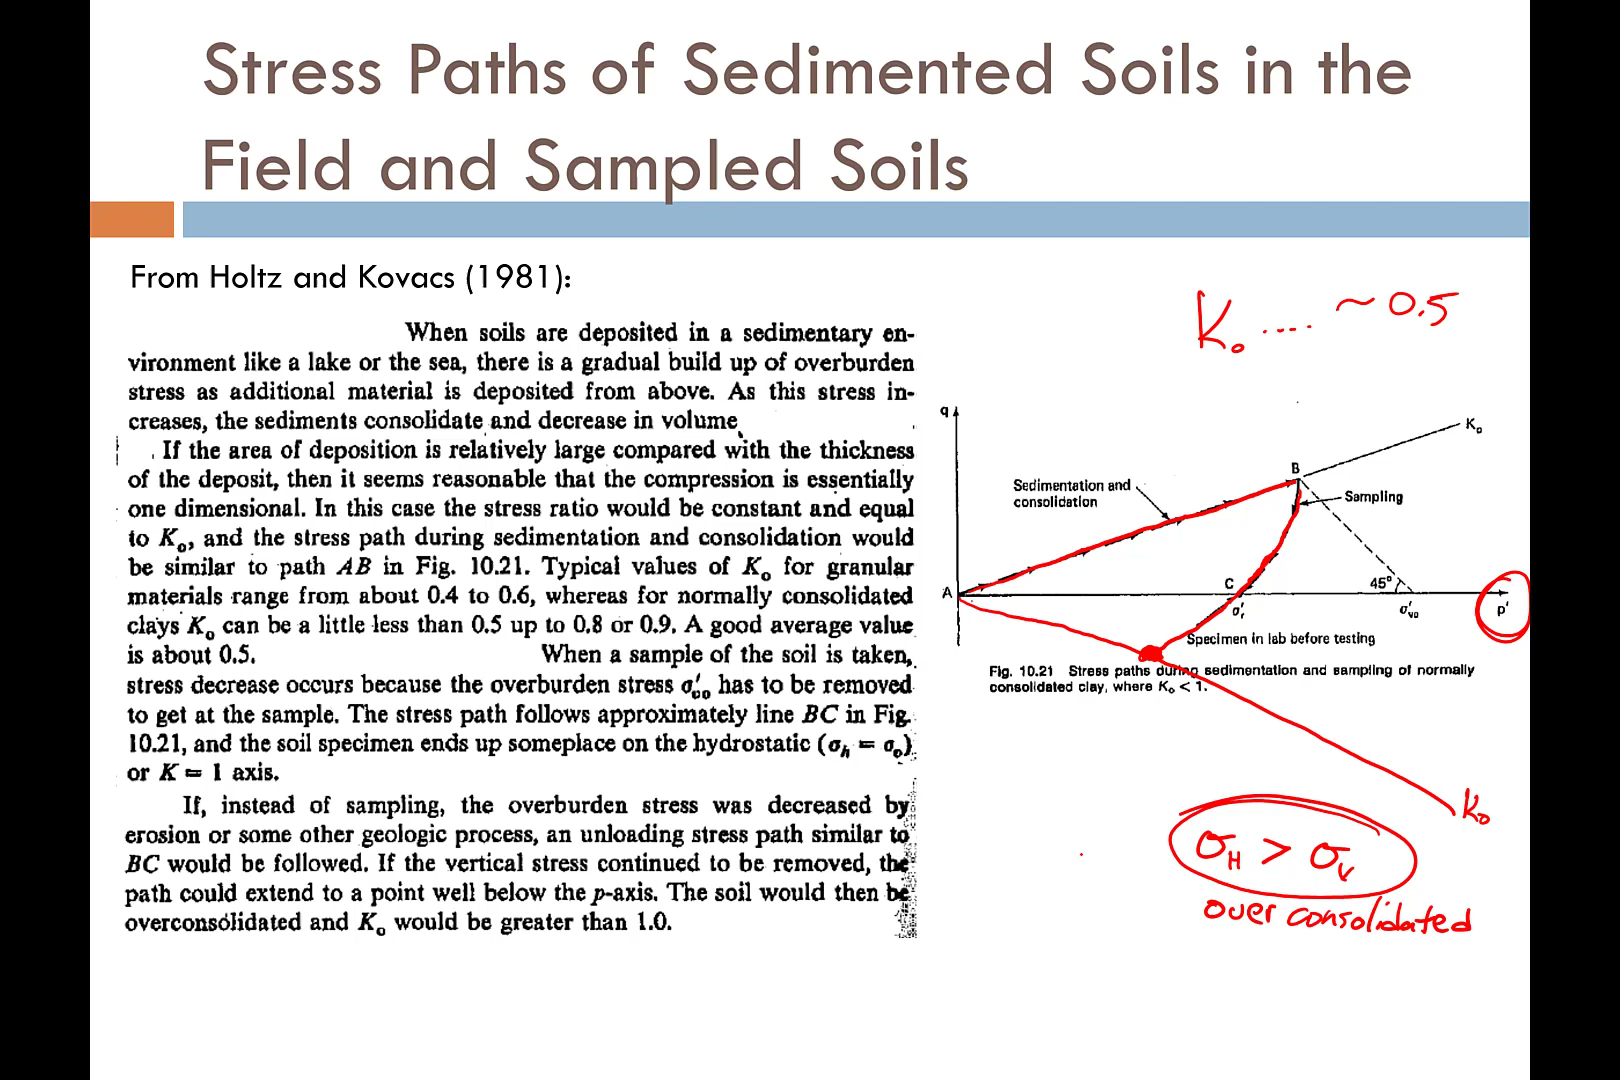 Stress Paths of Sedimented Soils in the
Field and Sampled Soils
From Holtz and Kovacs (1981):
When soils are deposited in a sedimentary en-
vironment like a lake or the sea, there is a gradual build up of overburden
stress as additional material is deposited from above. As this stress in-
creases, the sediments consolidate and decrease in volume
If the area of deposition is relatively large compared with the thickness
of the deposit, then it seems reasonable that the compression is essentially
one dimensional. In this case the stress ratio would be constant and equal
to Kₒ, and the stress path during sedimentation and consolidation would
be similar to path AB in Fig. 10.21. Typical values of Kₒ for granular
materials range from about 0.4 to 0.6, whereas for normally consolidated
clays Kₒ can be a little less than 0.5 up to 0.8 or 0.9. A good average value
is about 0.5. When a sample of the soil is taken,
stress decrease occurs because the overburden stress σ′ᵥₒ has to be removed
to get at the sample. The stress path follows approximately line BC in Fig.
10.21, and the soil specimen ends up someplace on the hydrostatic (σₕ = σᵥ)
or K = 1 axis.
If, instead of sampling, the overburden stress was decreased by
erosion or some other geologic process, an unloading stress path similar to
BC would be followed. If the vertical stress continued to be removed, the
path could extend to a point well below the p-axis. The soil would then be
overconsolidated and Kₒ would be greater than 1.0.
Kₒ .... ~0.5
q
Kₒ
B
Sedimentation and
consolidation
Sampling
A
C
45°
σ′ᵣ
σ′ᵥₒ
p′
Specimen in lab before testing
Fig. 10.21 Stress paths during sedimentation and sampling of normally
consolidated clay, where Kₒ < 1.
Kₒ
σH > σv
over consolidated